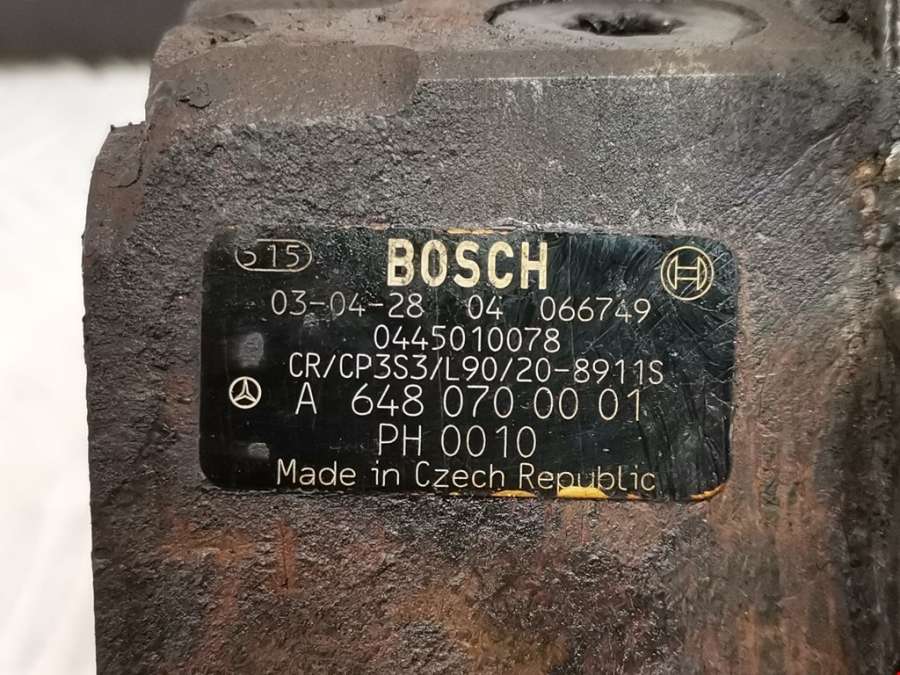 515
BOSCH
03-04-28 04 066749
0445010078
CR/CP3S3/L90/20-8911S
A 648 070 00 01
PH 0010
Made in Czech Republic